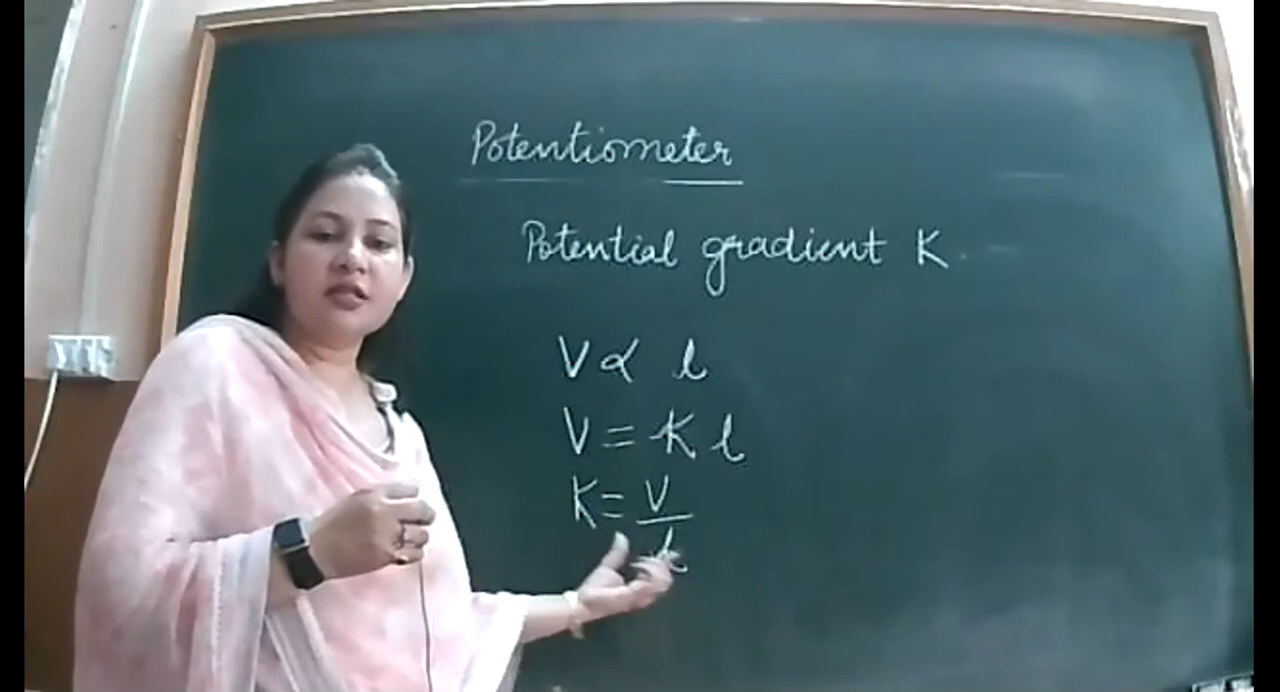 Potentiometer
Potential gradient K
V ∝ l
V = K l
K = V/l